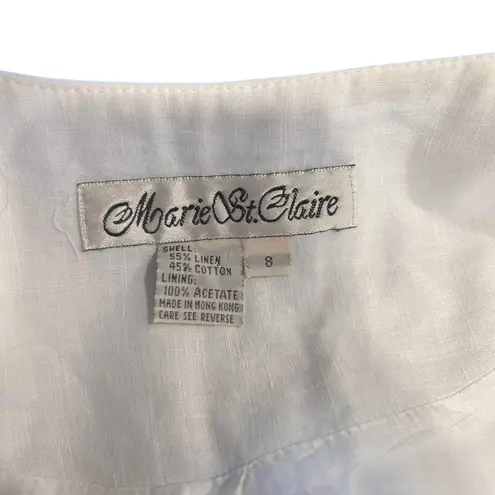 Marie St. Claire
SHELL:
55% LINEN
45% COTTON
LINING:
100% ACETATE
MADE IN HONG KONG
CARE SEE REVERSE
8